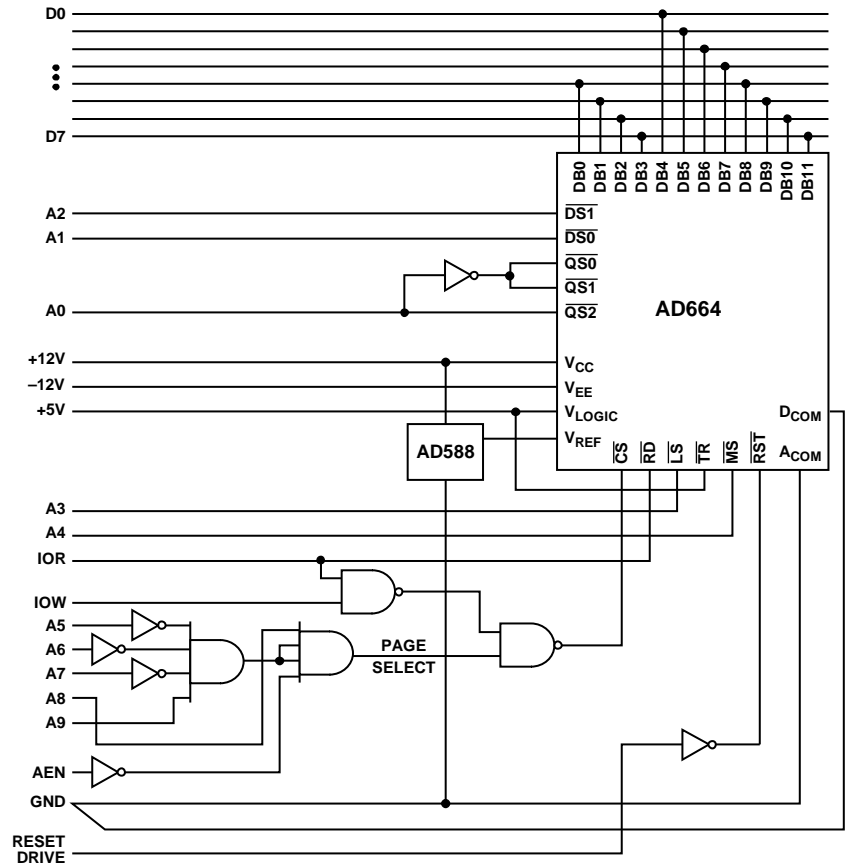 D0
D7
DB0
DB1
DB2
DB3
DB4
DB5
DB6
DB7
DB8
DB9
DB10
DB11
A2
DS1
A1
DS0
QS0
QS1
A0
QS2
AD664
+12V
VCC
–12V
VEE
+5V
VLOGIC
DCOM
AD588
VREF
CS
RD
LS
TR
MS
RST
ACOM
A3
A4
IOR
IOW
A5
A6
PAGE
SELECT
A7
A8
A9
AEN
GND
RESET
DRIVE